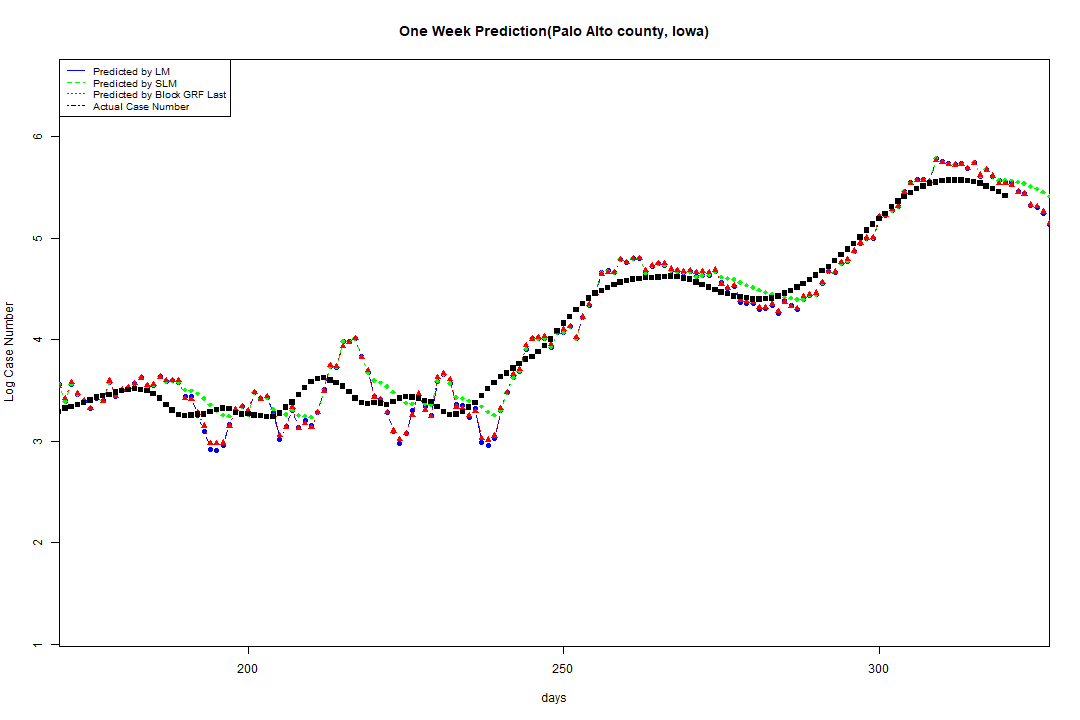 One Week Prediction(Palo Alto county, Iowa)
Predicted by LM
Predicted by SLM
Predicted by Block GRF Last
Actual Case Number
6
5
4
3
2
1
Log Case Number
200 250 300
days